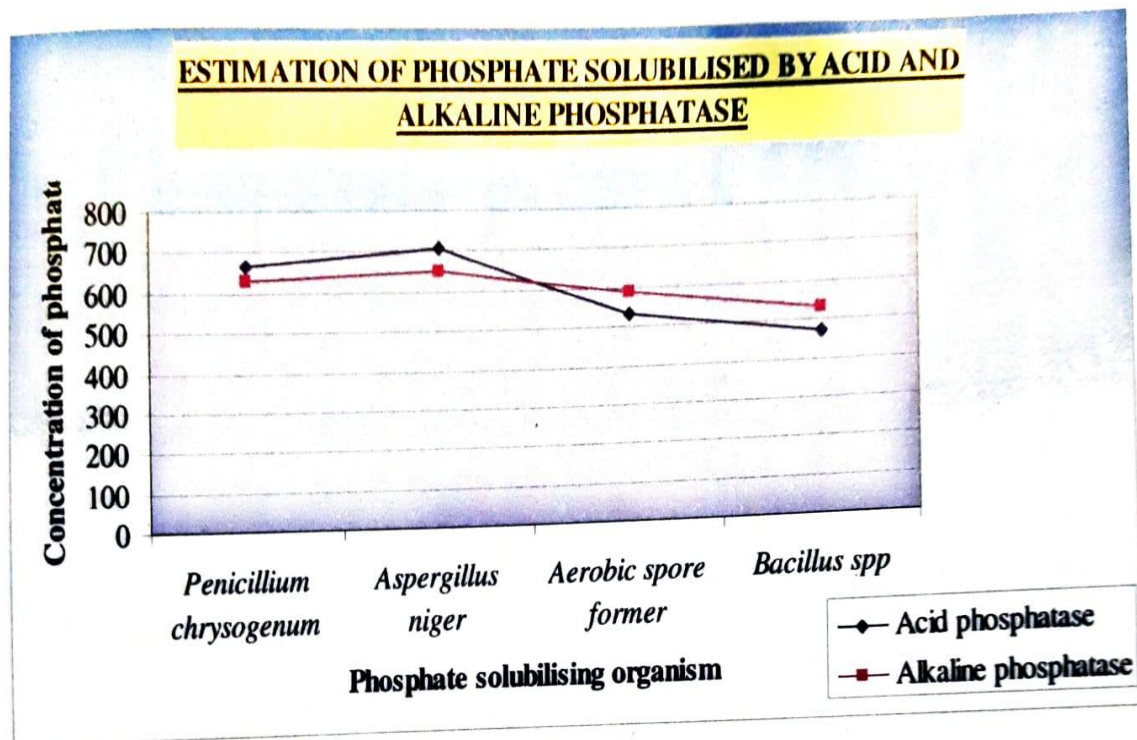 ESTIMATION OF PHOSPHATE SOLUBILISED BY ACID AND
ALKALINE PHOSPHATASE
Concentration of phosphate
800
700
600
500
400
300
200
100
0
Penicillium
chrysogenum
Aspergillus
niger
Aerobic spore
former
Bacillus spp
Phosphate solubilising organism
Acid phosphatase
Alkaline phosphatase